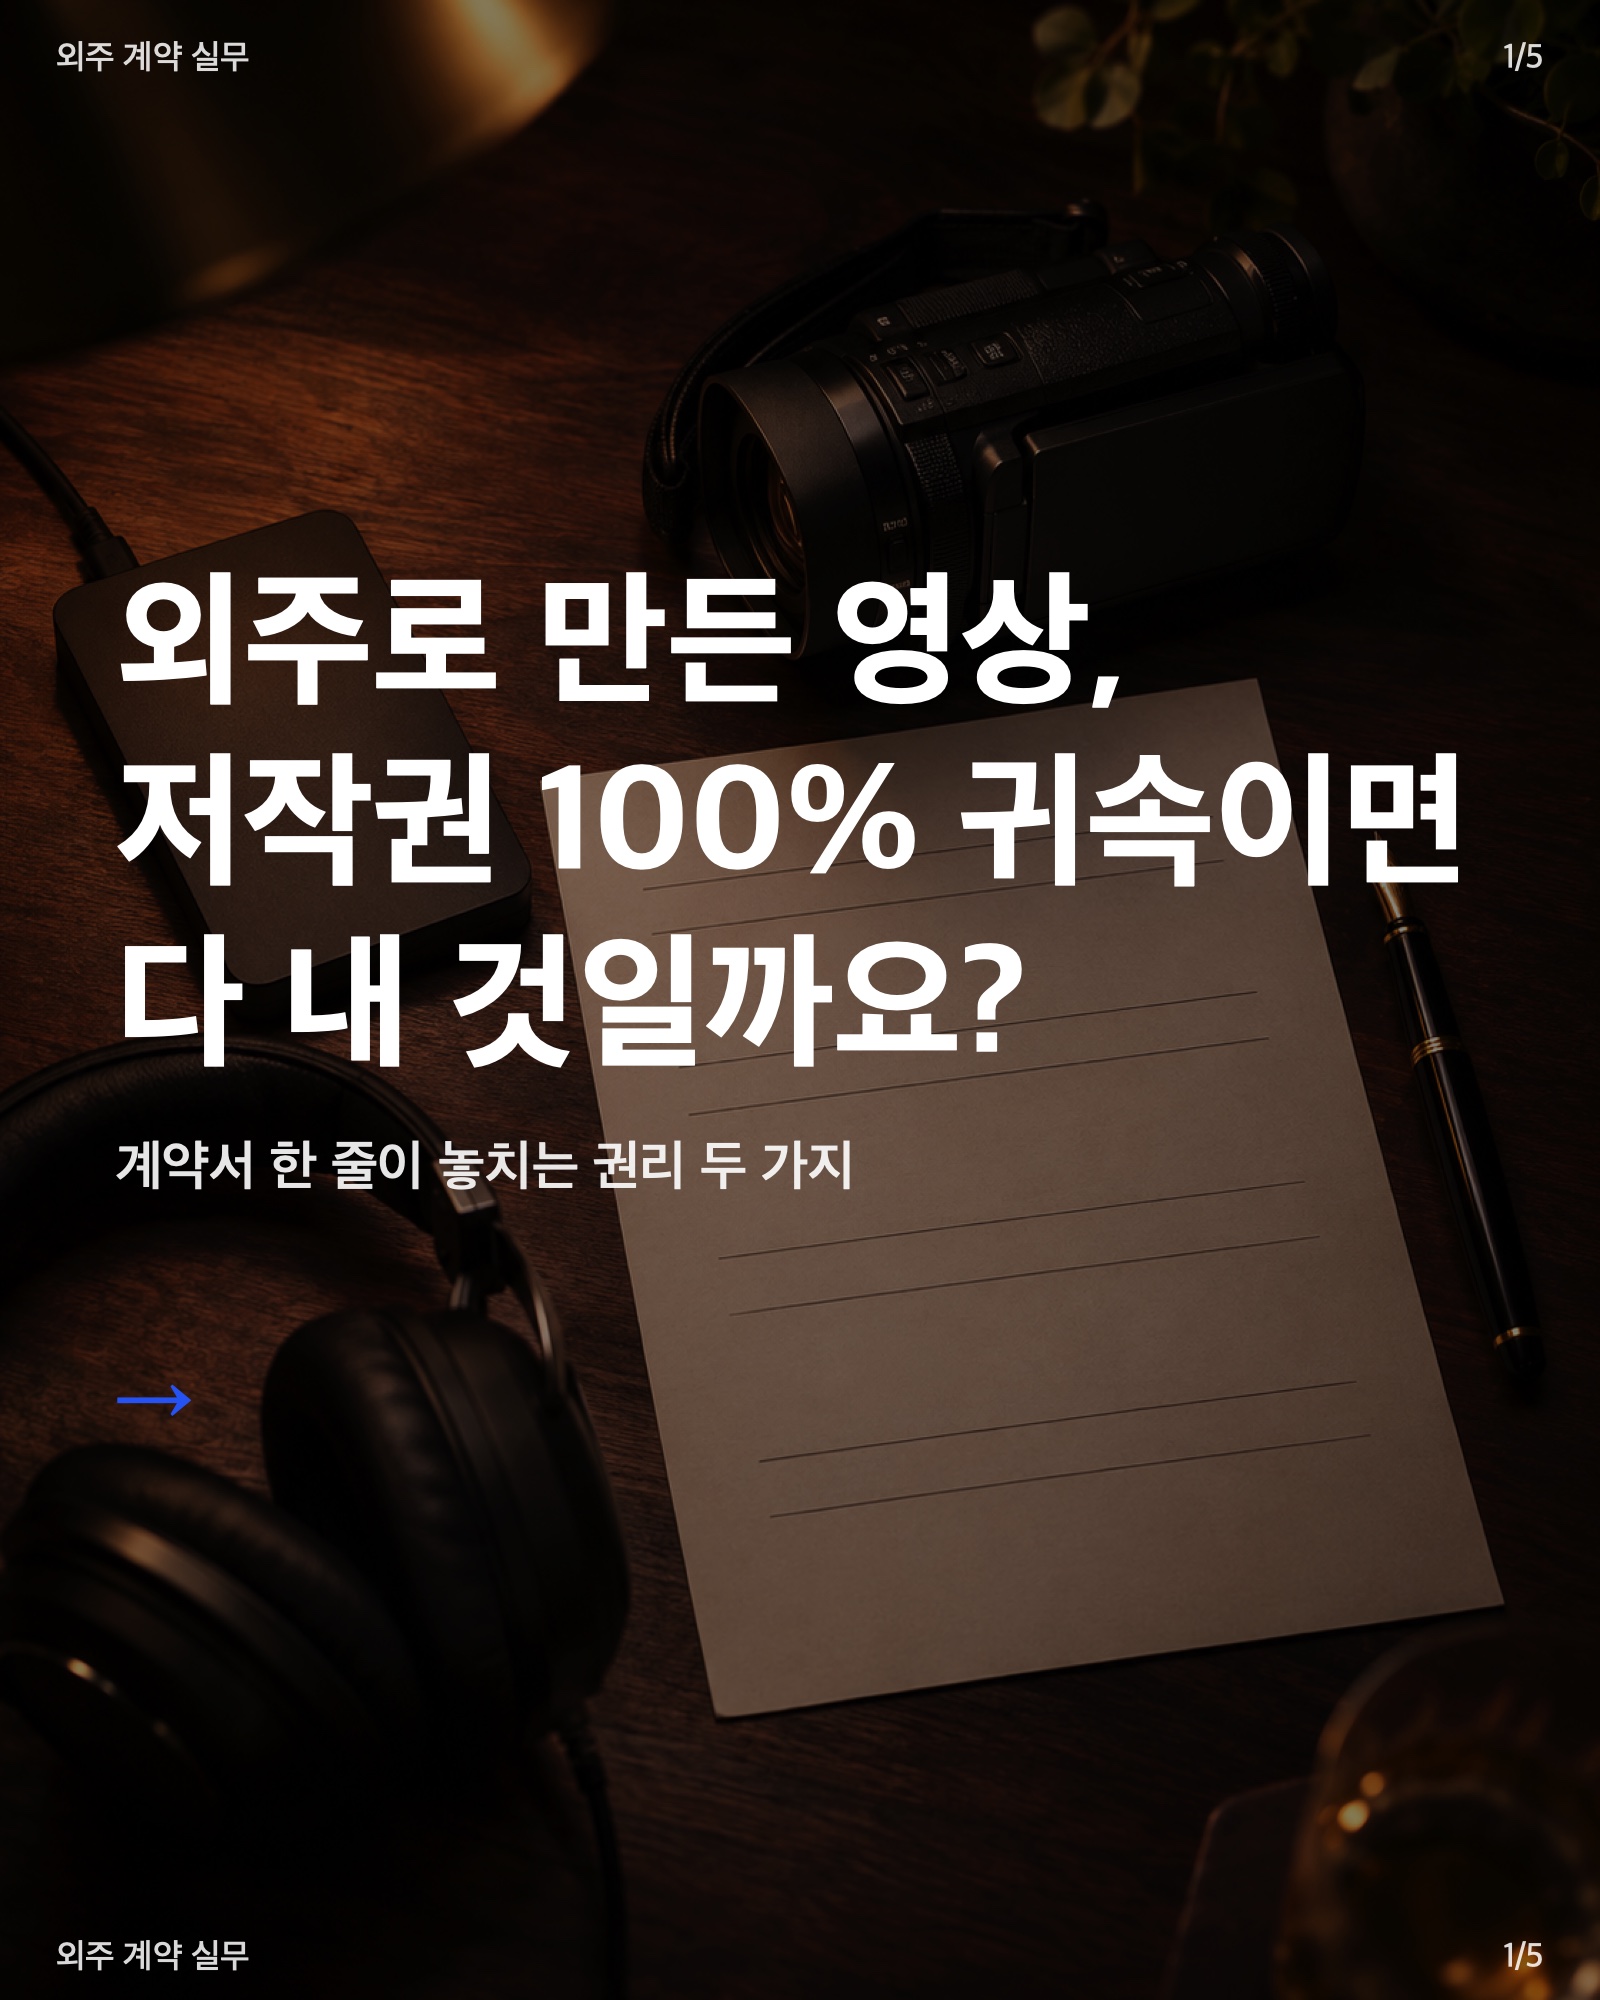 외주 계약 실무
1/5
외주로 만든 영상,
저작권 100% 귀속이면
다 내 것일까요?
계약서 한 줄이 놓치는 권리 두 가지
→
외주 계약 실무
1/5